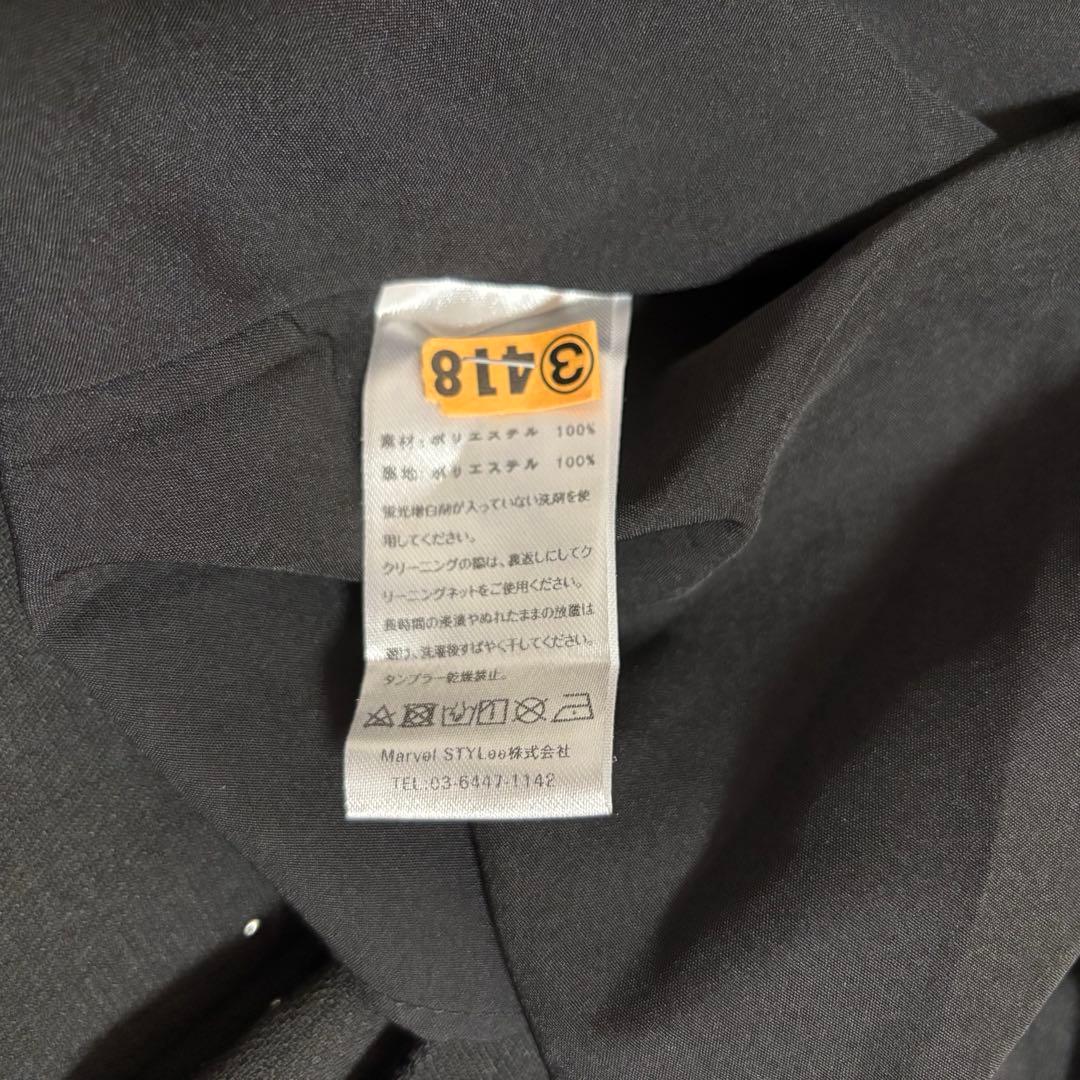 ③418
素材:ポリエステル 100%
裏地:ポリエステル 100%
蛍光増白剤が入っていない洗剤を使
用してください。
クリーニングの際は、裏返しにしてク
リーニングネットをご使用ください。
長時間の浸漬やぬれたままの放置は
避け、洗濯後すばやく干してください。
タンブラー乾燥禁止。
Marvel STYLee株式会社
TEL:03-6447-1142